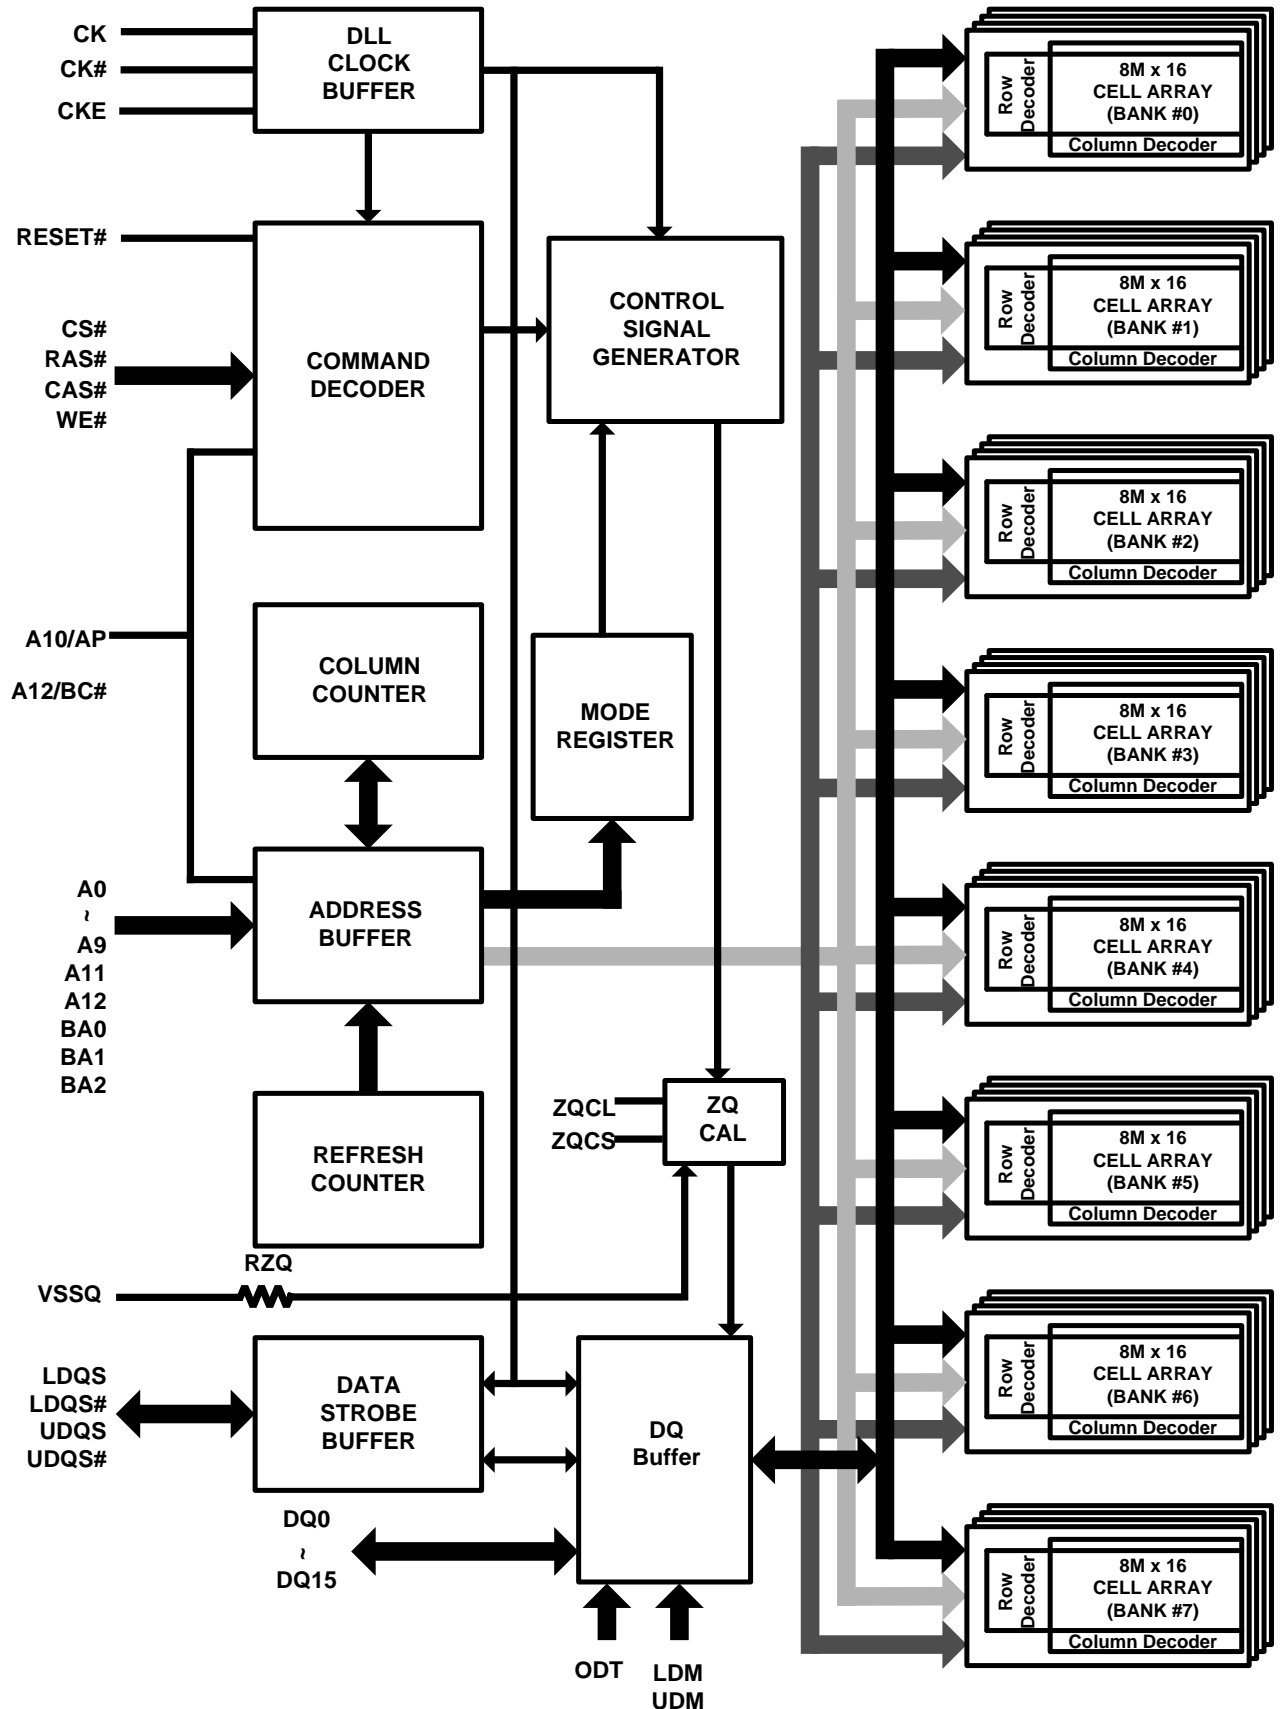 CK
CK#
CKE
DLL
CLOCK
BUFFER
RESET#
CS#
RAS#
CAS#
WE#
COMMAND
DECODER
CONTROL
SIGNAL
GENERATOR
A10/AP
A12/BC#
COLUMN
COUNTER
MODE
REGISTER
A0
~
A9
A11
A12
BA0
BA1
BA2
ADDRESS
BUFFER
REFRESH
COUNTER
ZQCL
ZQCS
ZQ
CAL
RZQ
VSSQ
LDQS
LDQS#
UDQS
UDQS#
DATA
STROBE
BUFFER
DQ
Buffer
DQ0
~
DQ15
ODT
LDM
UDM
Row
Decoder
8M x 16
CELL ARRAY
(BANK #0)
Column Decoder
Row
Decoder
8M x 16
CELL ARRAY
(BANK #1)
Column Decoder
Row
Decoder
8M x 16
CELL ARRAY
(BANK #2)
Column Decoder
Row
Decoder
8M x 16
CELL ARRAY
(BANK #3)
Column Decoder
Row
Decoder
8M x 16
CELL ARRAY
(BANK #4)
Column Decoder
Row
Decoder
8M x 16
CELL ARRAY
(BANK #5)
Column Decoder
Row
Decoder
8M x 16
CELL ARRAY
(BANK #6)
Column Decoder
Row
Decoder
8M x 16
CELL ARRAY
(BANK #7)
Column Decoder